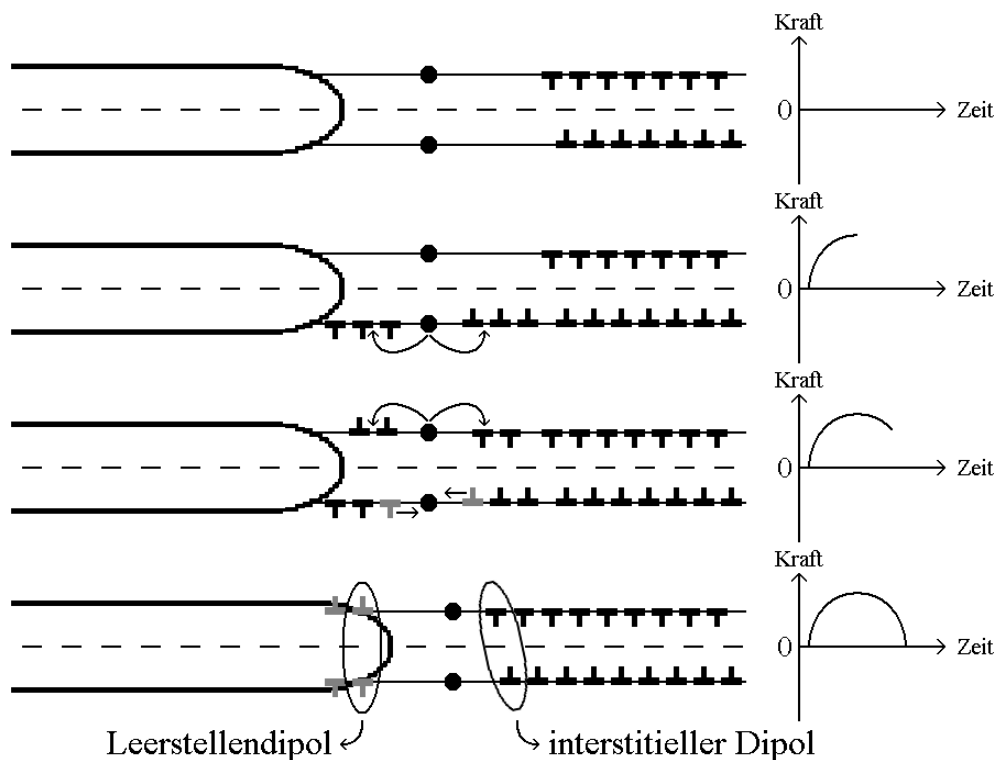 Kraft
0
Zeit
Kraft
0
Zeit
Kraft
0
Zeit
Kraft
0
Zeit
Leerstellendipol
interstitieller Dipol